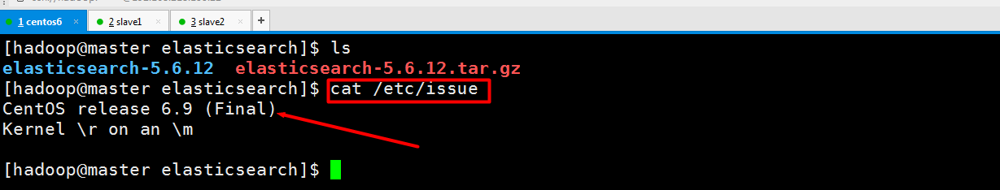 1 centos6 × 2 slave1 × 3 slave2 × +
[hadoop@master elasticsearch]$ ls
elasticsearch-5.6.12 elasticsearch-5.6.12.tar.gz
[hadoop@master elasticsearch]$ cat /etc/issue
CentOS release 6.9 (Final)
Kernel \r on an \m
[hadoop@master elasticsearch]$